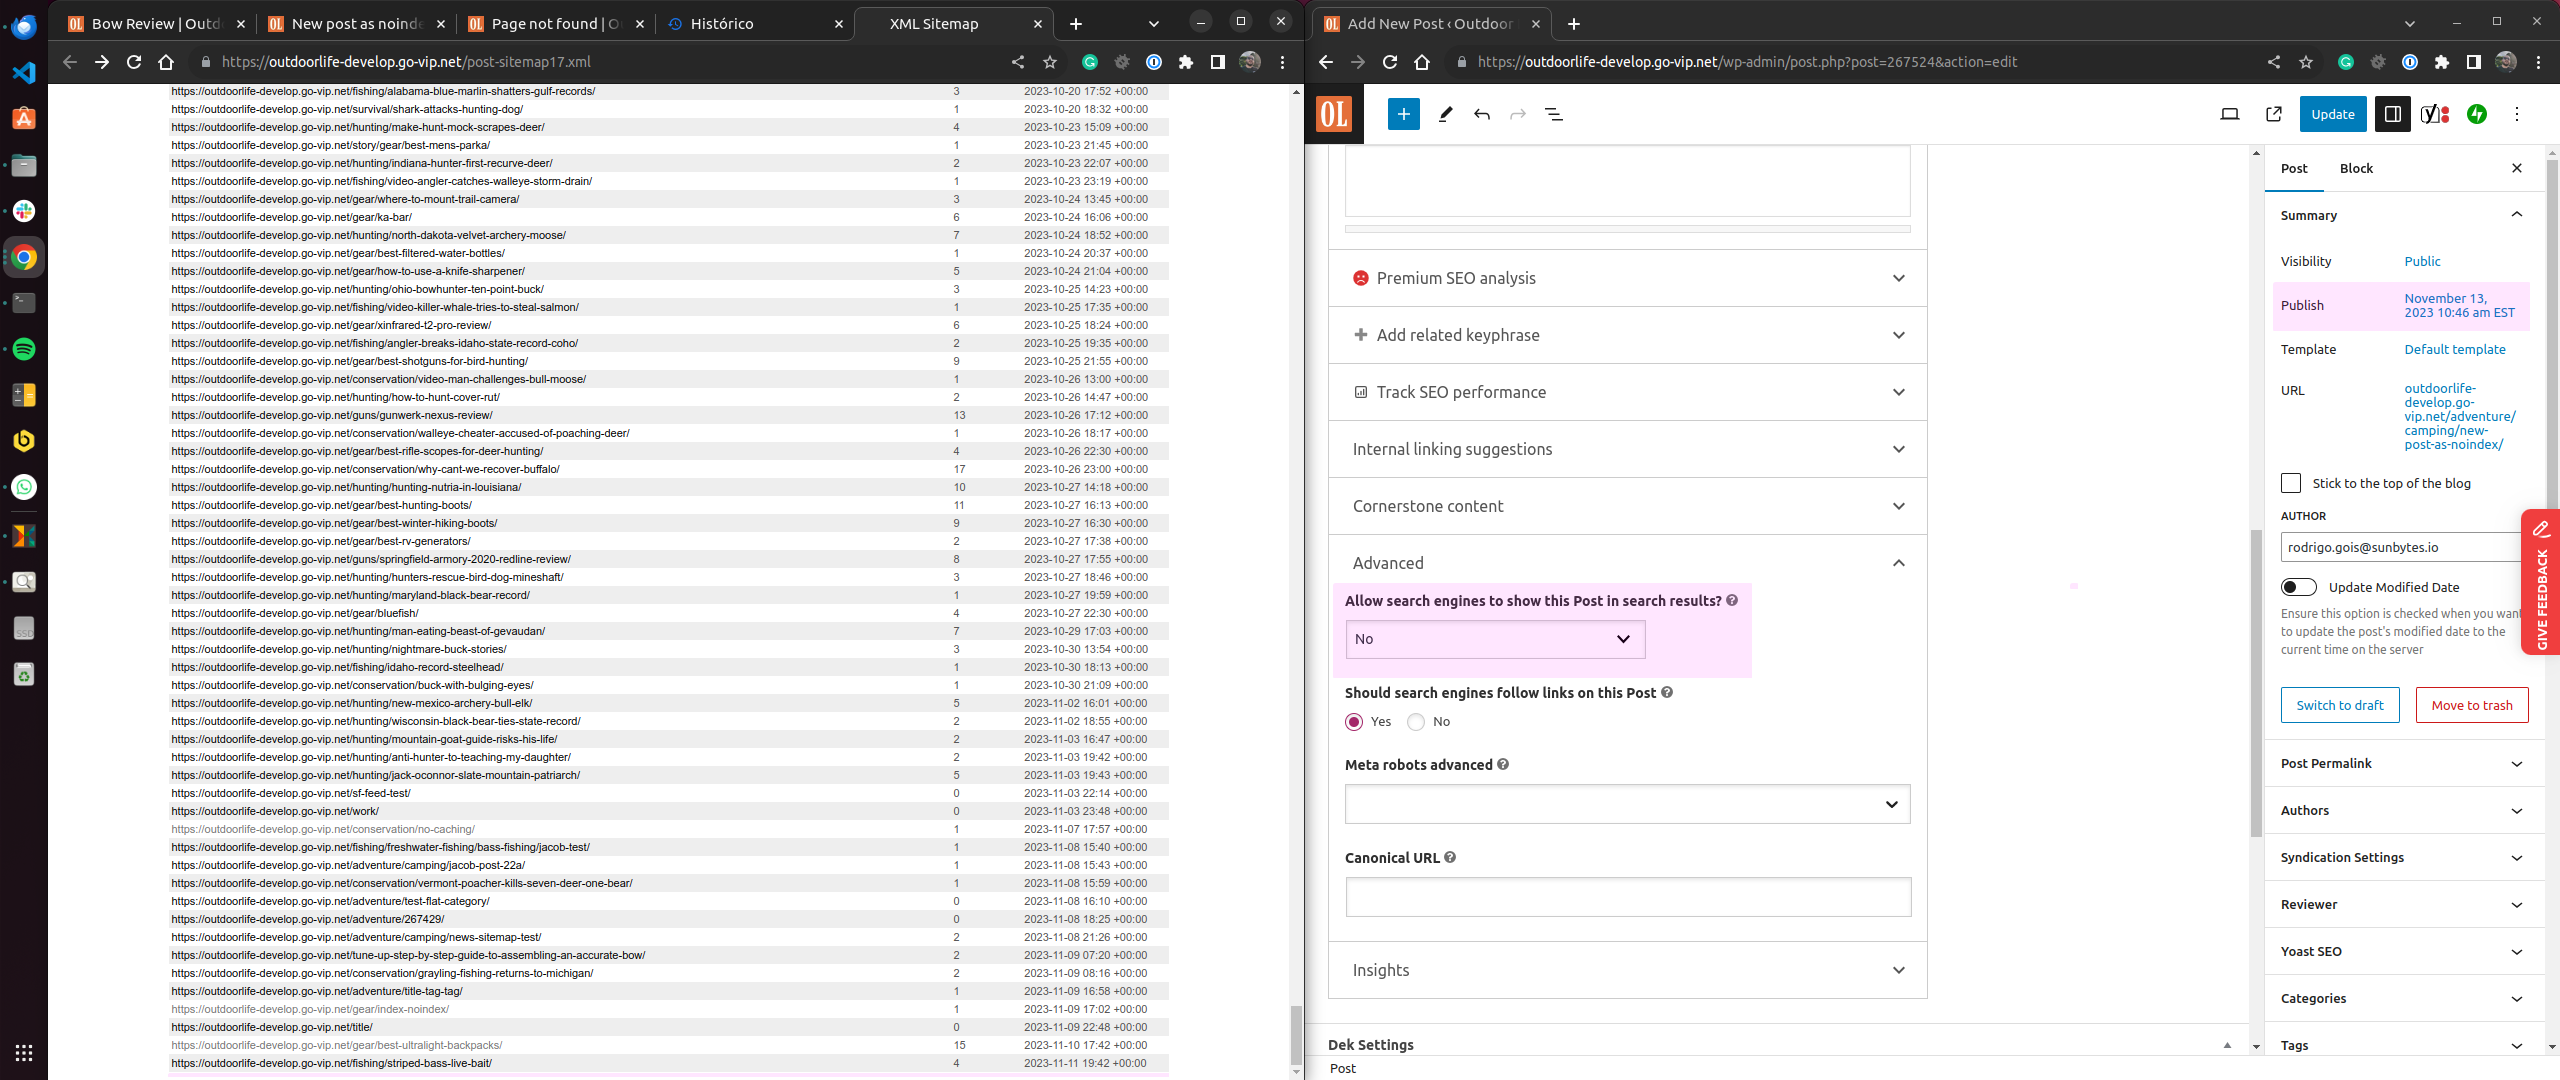 Bow Review | Outd
New post as noinde
Page not found | O
Histórico
XML Sitemap
https://outdoorlife-develop.go-vip.net/post-sitemap17.xml
https://outdoorlife-develop.go-vip.net/fishing/alabama-blue-marlin-shatters-gulf-records/ 3 2023-10-20 17:52 +00:00
https://outdoorlife-develop.go-vip.net/survival/shark-attacks-hunting-dog/ 1 2023-10-20 18:32 +00:00
https://outdoorlife-develop.go-vip.net/hunting/make-hunt-mock-scrapes-deer/ 4 2023-10-23 15:09 +00:00
https://outdoorlife-develop.go-vip.net/story/gear/best-mens-parka/ 1 2023-10-23 21:45 +00:00
https://outdoorlife-develop.go-vip.net/hunting/indiana-hunter-first-recurve-deer/ 2 2023-10-23 22:07 +00:00
https://outdoorlife-develop.go-vip.net/fishing/video-angler-catches-walleye-storm-drain/ 1 2023-10-23 23:19 +00:00
https://outdoorlife-develop.go-vip.net/gear/where-to-mount-trail-camera/ 3 2023-10-24 13:45 +00:00
https://outdoorlife-develop.go-vip.net/gear/ka-bar/ 6 2023-10-24 16:06 +00:00
https://outdoorlife-develop.go-vip.net/hunting/north-dakota-velvet-archery-moose/ 7 2023-10-24 18:52 +00:00
https://outdoorlife-develop.go-vip.net/gear/best-filtered-water-bottles/ 1 2023-10-24 20:37 +00:00
https://outdoorlife-develop.go-vip.net/gear/how-to-use-a-knife-sharpener/ 5 2023-10-24 21:04 +00:00
https://outdoorlife-develop.go-vip.net/hunting/ohio-bowhunter-ten-point-buck/ 3 2023-10-25 14:23 +00:00
https://outdoorlife-develop.go-vip.net/fishing/video-killer-whale-tries-to-steal-salmon/ 1 2023-10-25 17:35 +00:00
https://outdoorlife-develop.go-vip.net/gear/xinfrared-t2-pro-review/ 6 2023-10-25 18:24 +00:00
https://outdoorlife-develop.go-vip.net/fishing/angler-breaks-idaho-state-record-coho/ 2 2023-10-25 19:35 +00:00
https://outdoorlife-develop.go-vip.net/gear/best-shotguns-for-bird-hunting/ 9 2023-10-25 21:55 +00:00
https://outdoorlife-develop.go-vip.net/conservation/video-man-challenges-bull-moose/ 1 2023-10-26 13:00 +00:00
https://outdoorlife-develop.go-vip.net/hunting/how-to-hunt-cover-rut/ 2 2023-10-26 14:47 +00:00
https://outdoorlife-develop.go-vip.net/guns/gunwerk-nexus-review/ 13 2023-10-26 17:12 +00:00
https://outdoorlife-develop.go-vip.net/conservation/walleye-cheater-accused-of-poaching-deer/ 1 2023-10-26 18:17 +00:00
https://outdoorlife-develop.go-vip.net/gear/best-rifle-scopes-for-deer-hunting/ 4 2023-10-26 22:30 +00:00
https://outdoorlife-develop.go-vip.net/conservation/why-cant-we-recover-buffalo/ 17 2023-10-26 23:00 +00:00
https://outdoorlife-develop.go-vip.net/hunting/hunting-nutria-in-louisiana/ 10 2023-10-27 14:18 +00:00
https://outdoorlife-develop.go-vip.net/gear/best-hunting-boots/ 11 2023-10-27 16:13 +00:00
https://outdoorlife-develop.go-vip.net/gear/best-winter-hiking-boots/ 9 2023-10-27 16:30 +00:00
https://outdoorlife-develop.go-vip.net/gear/best-rv-generators/ 2 2023-10-27 17:38 +00:00
https://outdoorlife-develop.go-vip.net/guns/springfield-armory-2020-redline-review/ 8 2023-10-27 17:55 +00:00
https://outdoorlife-develop.go-vip.net/hunting/hunters-rescue-bird-dog-mineshaft/ 3 2023-10-27 18:46 +00:00
https://outdoorlife-develop.go-vip.net/hunting/maryland-black-bear-record/ 1 2023-10-27 19:59 +00:00
https://outdoorlife-develop.go-vip.net/gear/bluefish/ 4 2023-10-27 22:30 +00:00
https://outdoorlife-develop.go-vip.net/hunting/man-eating-beast-of-gevaudan/ 7 2023-10-29 17:03 +00:00
https://outdoorlife-develop.go-vip.net/hunting/nightmare-buck-stories/ 3 2023-10-30 13:54 +00:00
https://outdoorlife-develop.go-vip.net/fishing/idaho-record-steelhead/ 1 2023-10-30 18:13 +00:00
https://outdoorlife-develop.go-vip.net/conservation/buck-with-bulging-eyes/ 1 2023-10-30 21:09 +00:00
https://outdoorlife-develop.go-vip.net/hunting/new-mexico-archery-bull-elk/ 5 2023-11-02 16:01 +00:00
https://outdoorlife-develop.go-vip.net/hunting/wisconsin-black-bear-ties-state-record/ 2 2023-11-02 18:55 +00:00
https://outdoorlife-develop.go-vip.net/hunting/mountain-goat-guide-risks-his-life/ 2 2023-11-03 16:47 +00:00
https://outdoorlife-develop.go-vip.net/hunting/anti-hunter-to-teaching-my-daughter/ 2 2023-11-03 19:42 +00:00
https://outdoorlife-develop.go-vip.net/hunting/jack-oconnor-slate-mountain-patriarch/ 5 2023-11-03 19:43 +00:00
https://outdoorlife-develop.go-vip.net/sf-feed-test/ 0 2023-11-03 22:14 +00:00
https://outdoorlife-develop.go-vip.net/work/ 0 2023-11-03 23:48 +00:00
https://outdoorlife-develop.go-vip.net/conservation/no-caching/ 1 2023-11-07 17:57 +00:00
https://outdoorlife-develop.go-vip.net/fishing/freshwater-fishing/bass-fishing/jacob-test/ 1 2023-11-08 15:40 +00:00
https://outdoorlife-develop.go-vip.net/adventure/camping/jacob-post-22a/ 1 2023-11-08 15:43 +00:00
https://outdoorlife-develop.go-vip.net/conservation/vermont-poacher-kills-seven-deer-one-bear/ 1 2023-11-08 15:59 +00:00
https://outdoorlife-develop.go-vip.net/adventure/test-flat-category/ 0 2023-11-08 16:10 +00:00
https://outdoorlife-develop.go-vip.net/adventure/267429/ 0 2023-11-08 18:25 +00:00
https://outdoorlife-develop.go-vip.net/adventure/camping/news-sitemap-test/ 2 2023-11-08 21:26 +00:00
https://outdoorlife-develop.go-vip.net/tune-up-step-by-step-guide-to-assembling-an-accurate-bow/ 2 2023-11-09 07:20 +00:00
https://outdoorlife-develop.go-vip.net/conservation/grayling-fishing-returns-to-michigan/ 2 2023-11-09 08:16 +00:00
https://outdoorlife-develop.go-vip.net/adventure/title-tag-tag/ 1 2023-11-09 16:58 +00:00
https://outdoorlife-develop.go-vip.net/gear/index-noindex/ 1 2023-11-09 17:02 +00:00
https://outdoorlife-develop.go-vip.net/title/ 0 2023-11-09 22:48 +00:00
https://outdoorlife-develop.go-vip.net/gear/best-ultralight-backpacks/ 15 2023-11-10 17:42 +00:00
https://outdoorlife-develop.go-vip.net/fishing/striped-bass-live-bait/ 4 2023-11-11 19:42 +00:00
Add New Post ‹ Outdoor
https://outdoorlife-develop.go-vip.net/wp-admin/post.php?post=267524&action=edit
OL
Update
Premium SEO analysis
Add related keyphrase
Track SEO performance
Internal linking suggestions
Cornerstone content
Advanced
Allow search engines to show this Post in search results?
No
Should search engines follow links on this Post
Yes No
Meta robots advanced
Canonical URL
Insights
Dek Settings
Post
Post Block
Summary
Visibility Public
Publish November 13,
2023 10:46 am EST
Template Default template
URL outdoorlife-
develop.go-
vip.net/adventure/
camping/new-
post-as-noindex/
Stick to the top of the blog
AUTHOR
rodrigo.gois@sunbytes.io
Update Modified Date
Ensure this option is checked when you want
to update the post's modified date to the
current time on the server
Switch to draft Move to trash
Post Permalink
Authors
Syndication Settings
Reviewer
Yoast SEO
Categories
Tags
GIVE FEEDBACK